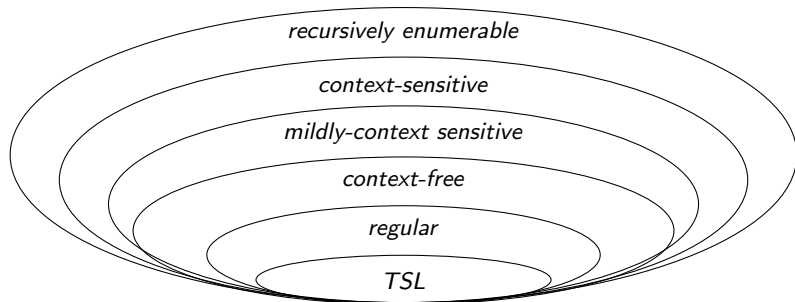 recursively enumerable
context-sensitive
mildly-context sensitive
context-free
regular
TSL